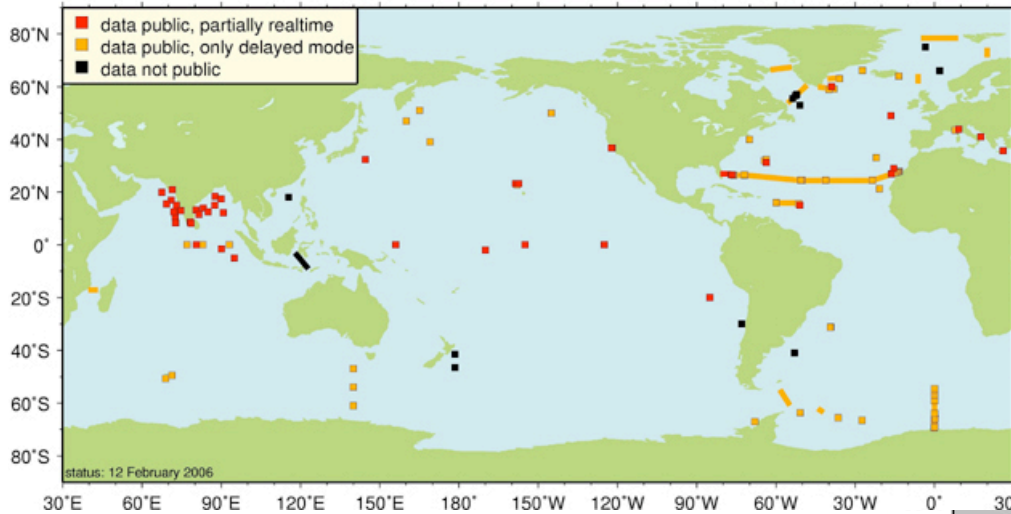 data public, partially realtime
data public, only delayed mode
data not public
80°N
60°N
40°N
20°N
0°
20°S
40°S
60°S
80°S
status: 12 February 2006
30°E 60°E 90°E 120°E 150°E 180° 150°W 120°W 90°W 60°W 30°W 0°